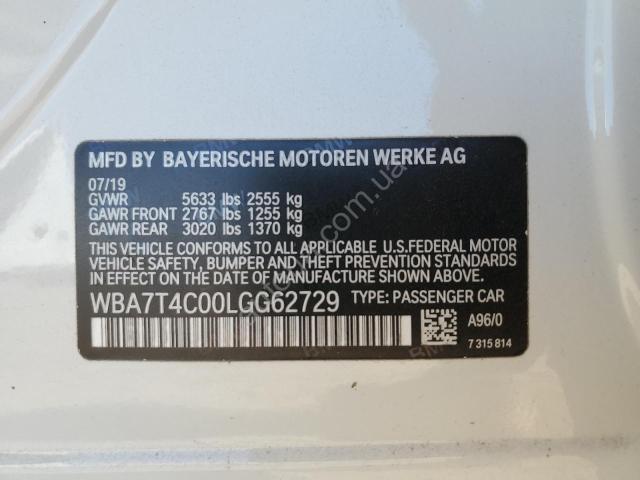 MFD BY BAYERISCHE MOTOREN WERKE AG
07/19
GVWR 5633 lbs 2555 kg
GAWR FRONT 2767 lbs 1255 kg
GAWR REAR 3020 lbs 1370 kg
THIS VEHICLE CONFORMS TO ALL APPLICABLE U.S.FEDERAL MOTOR
VEHICLE SAFETY, BUMPER, AND THEFT PREVENTION STANDARDS
IN EFFECT ON THE DATE OF MANUFACTURE SHOWN ABOVE.
WBA7T4C00LGG62729 TYPE: PASSENGER CAR
A96/0
7 315 814